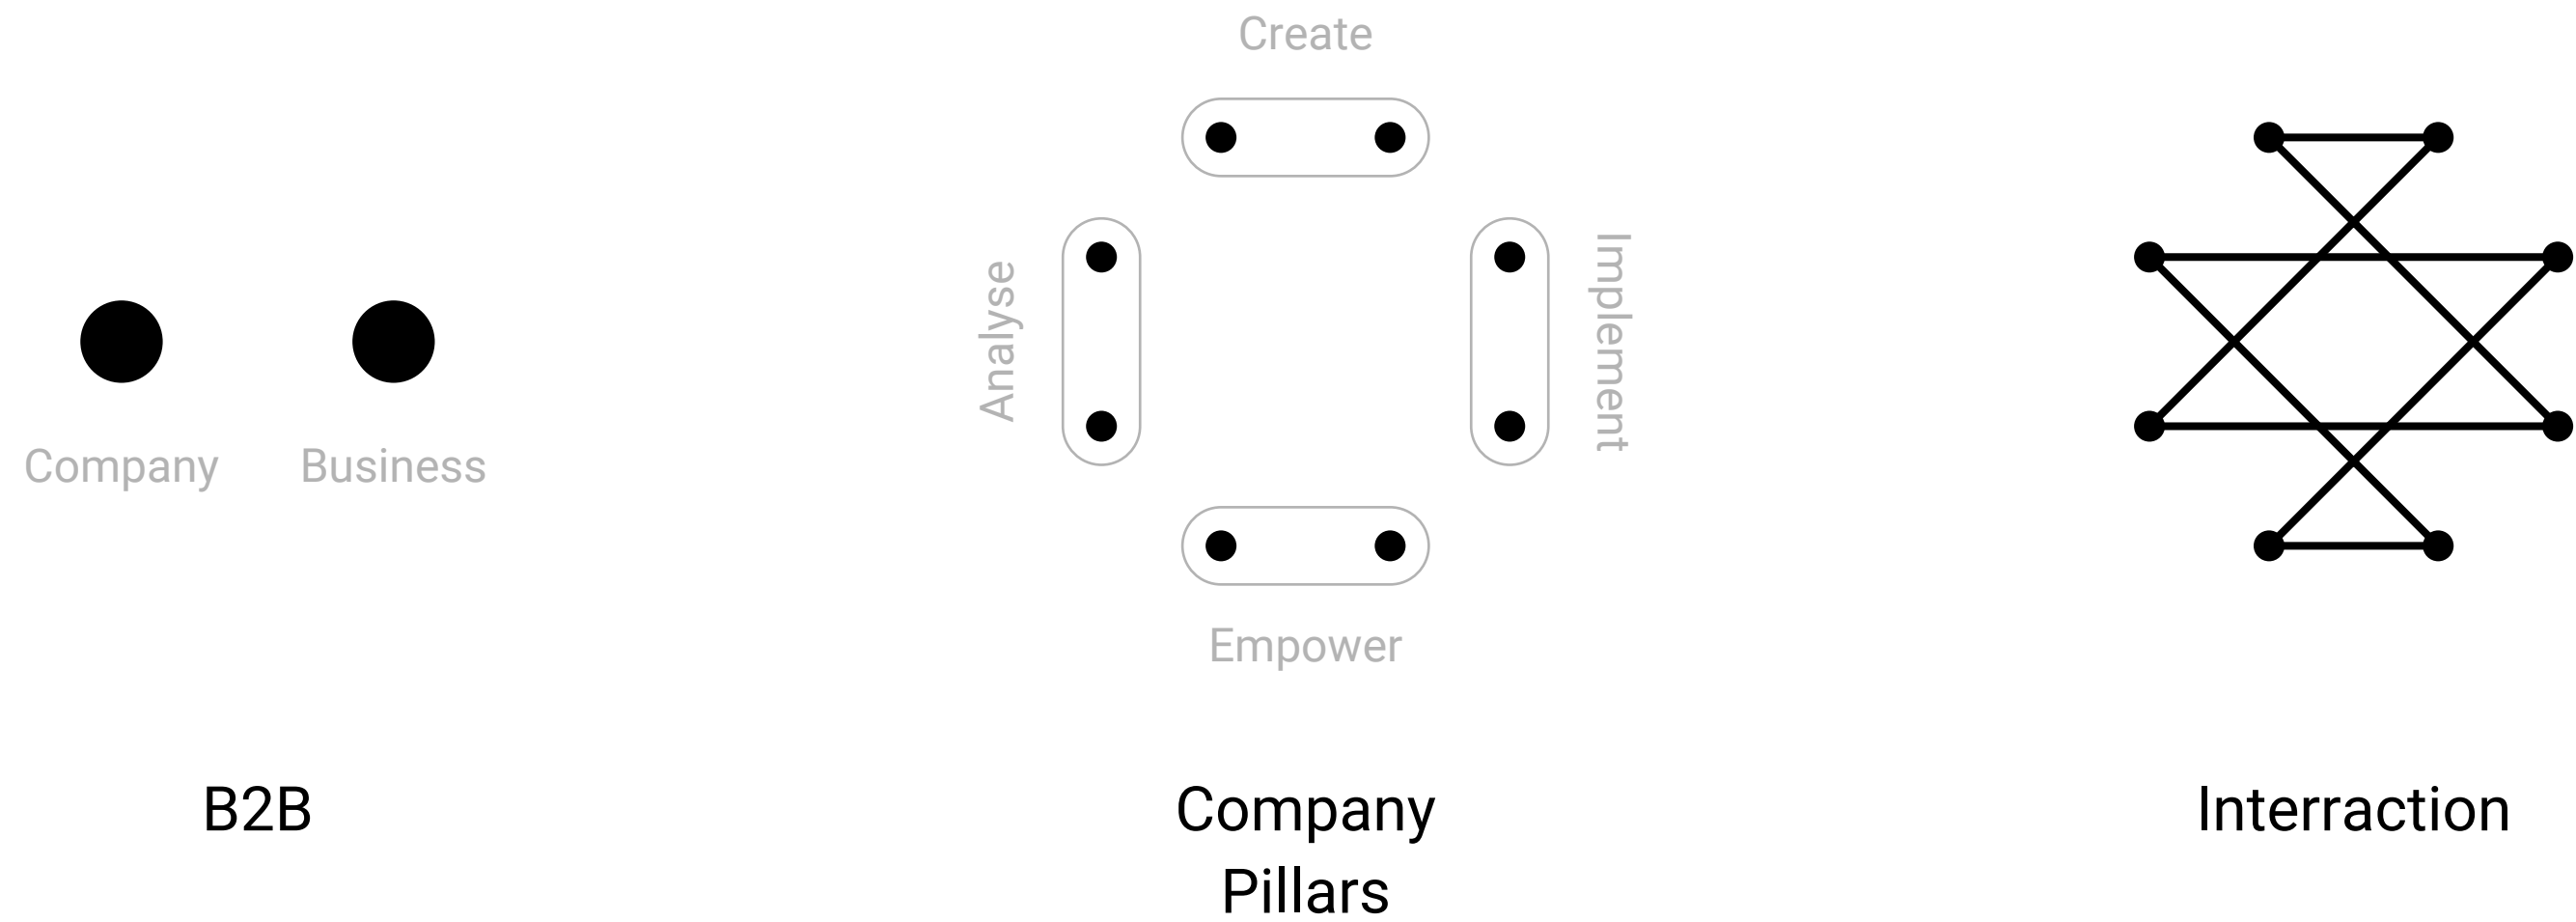 Company
Business
B2B
Create
Analyse
Implement
Empower
Company
Pillars
Interraction